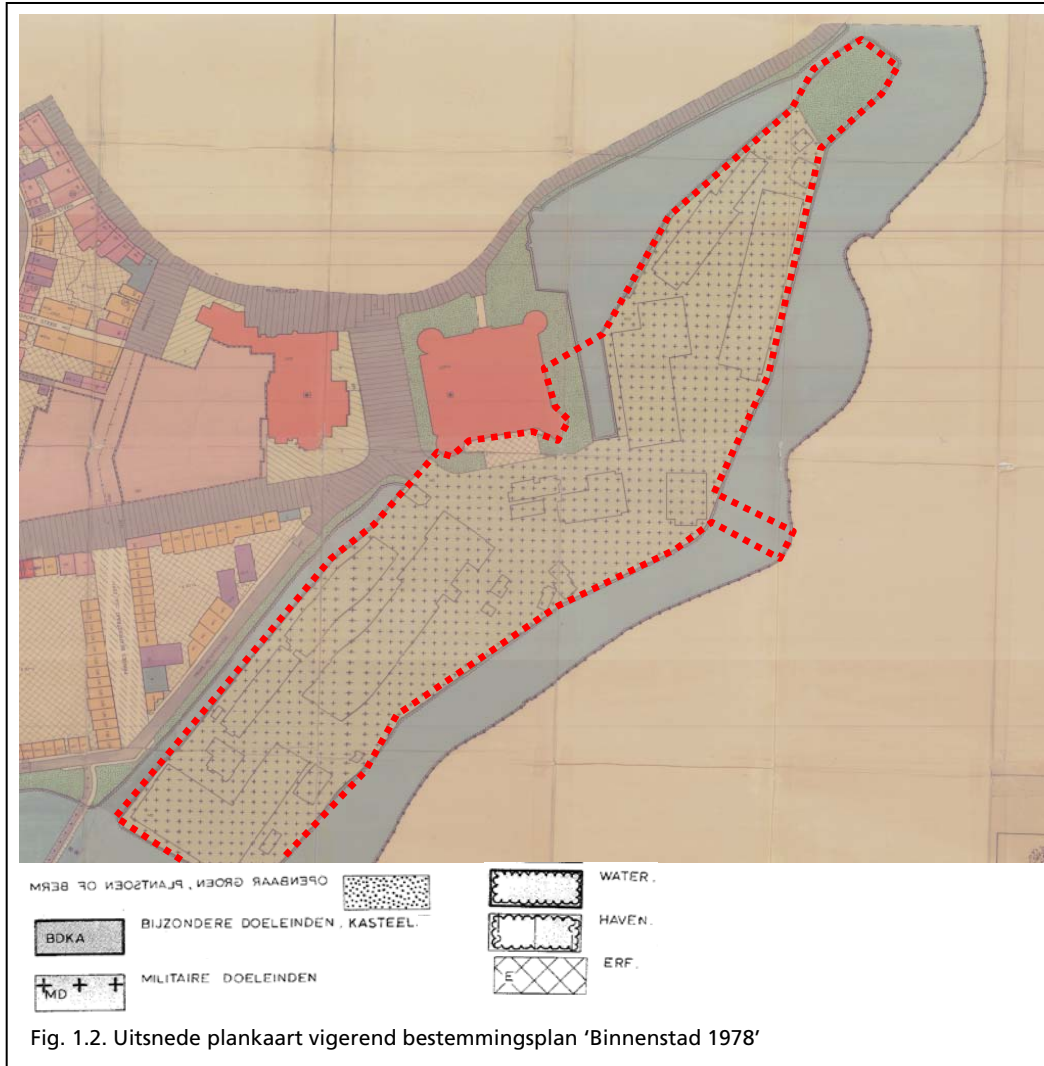 OPENBAAR GROEN, PLANTSOEN OF BERM
BDKA
BIJZONDERE DOELEINDEN, KASTEEL.
MD
MILITAIRE DOELEINDEN
WATER.
HAVEN.
E
ERF.
Fig. 1.2. Uitsnede plankaart vigerend bestemmingsplan ‘Binnenstad 1978’